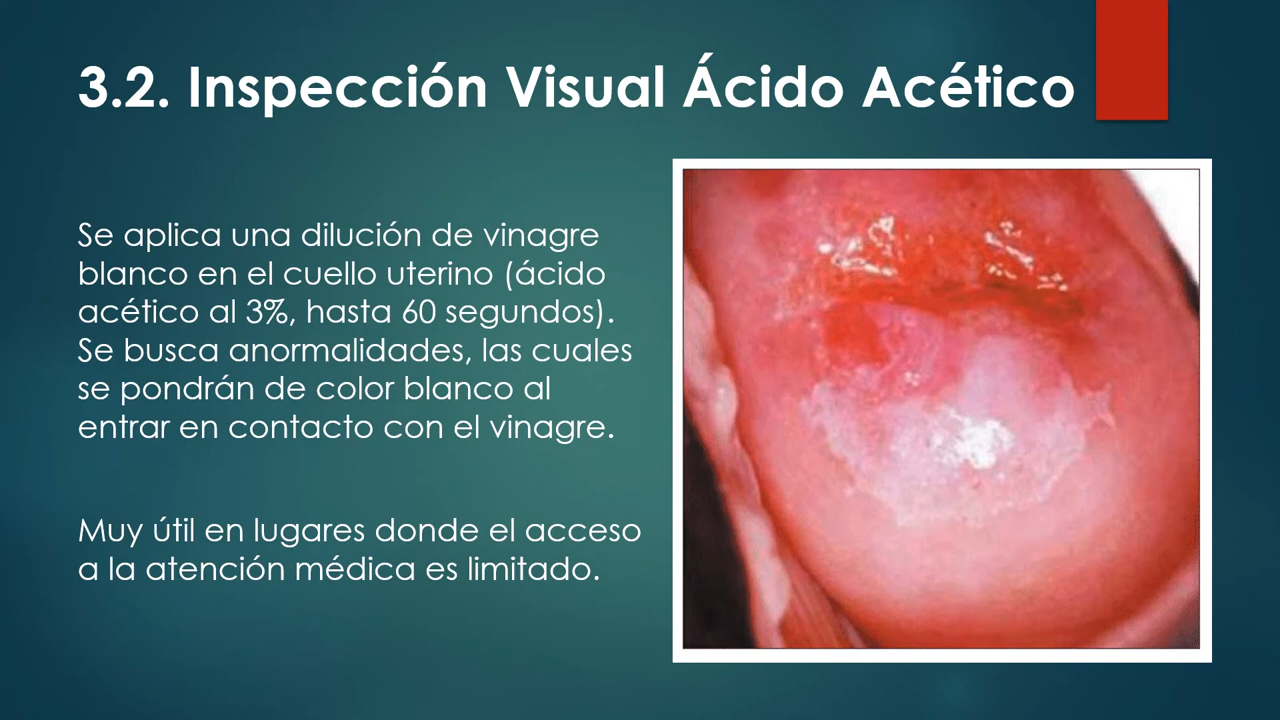 3.2. Inspección Visual Ácido Acético
Se aplica una dilución de vinagre
blanco en el cuello uterino (ácido
acético al 3%, hasta 60 segundos).
Se busca anormalidades, las cuales
se pondrán de color blanco al
entrar en contacto con el vinagre.
Muy útil en lugares donde el acceso
a la atención médica es limitado.